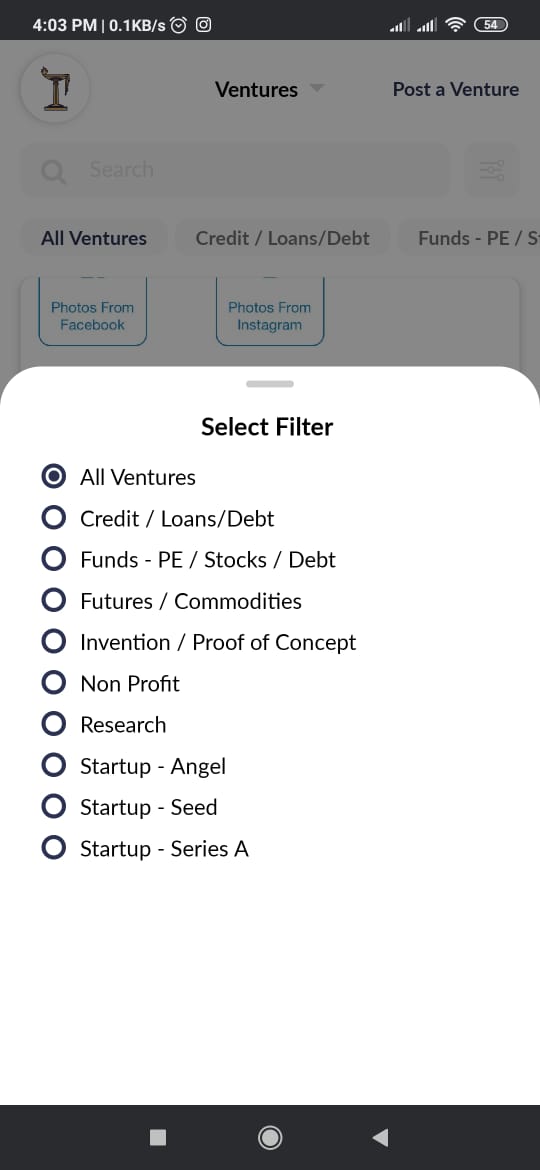 4:03 PM | 0.1KB/s
54
Ventures
Post a Venture
Search
All Ventures
Credit / Loans/Debt
Funds - PE / S
Photos From
Facebook
Photos From
Instagram
Select Filter
All Ventures
Credit / Loans/Debt
Funds - PE / Stocks / Debt
Futures / Commodities
Invention / Proof of Concept
Non Profit
Research
Startup - Angel
Startup - Seed
Startup - Series A